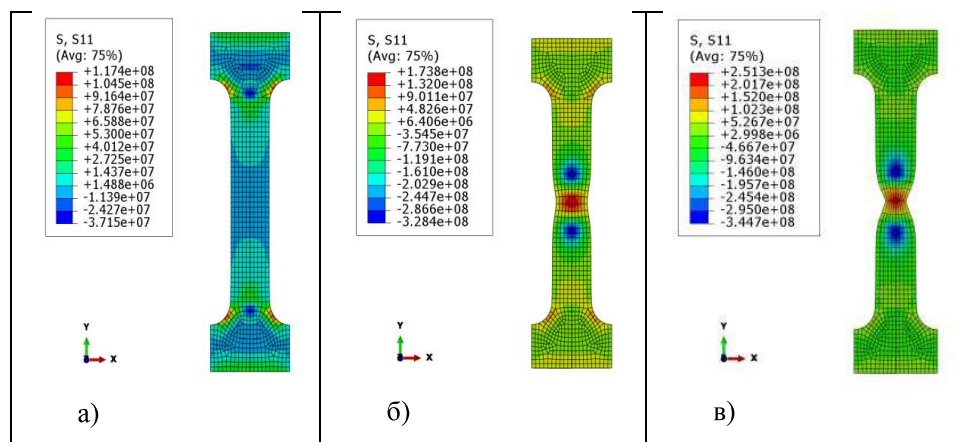 S, S11
(Avg: 75%)
+1.174e+08
+1.045e+08
+9.164e+07
+7.876e+07
+6.588e+07
+5.300e+07
+4.012e+07
+2.725e+07
+1.437e+07
+1.488e+06
-1.139e+07
-2.427e+07
-3.715e+07
Y
X
а)
S, S11
(Avg: 75%)
+1.738e+08
+1.320e+08
+9.011e+07
+4.826e+07
+6.406e+06
-3.545e+07
-7.730e+07
-1.191e+08
-1.610e+08
-2.029e+08
-2.447e+08
-2.866e+08
-3.284e+08
Y
X
б)
S, S11
(Avg: 75%)
+2.513e+08
+2.017e+08
+1.520e+08
+1.023e+08
+5.267e+07
+2.998e+06
-4.667e+07
-9.634e+07
-1.460e+08
-1.957e+08
-2.454e+08
-2.950e+08
-3.447e+08
Y
X
в)